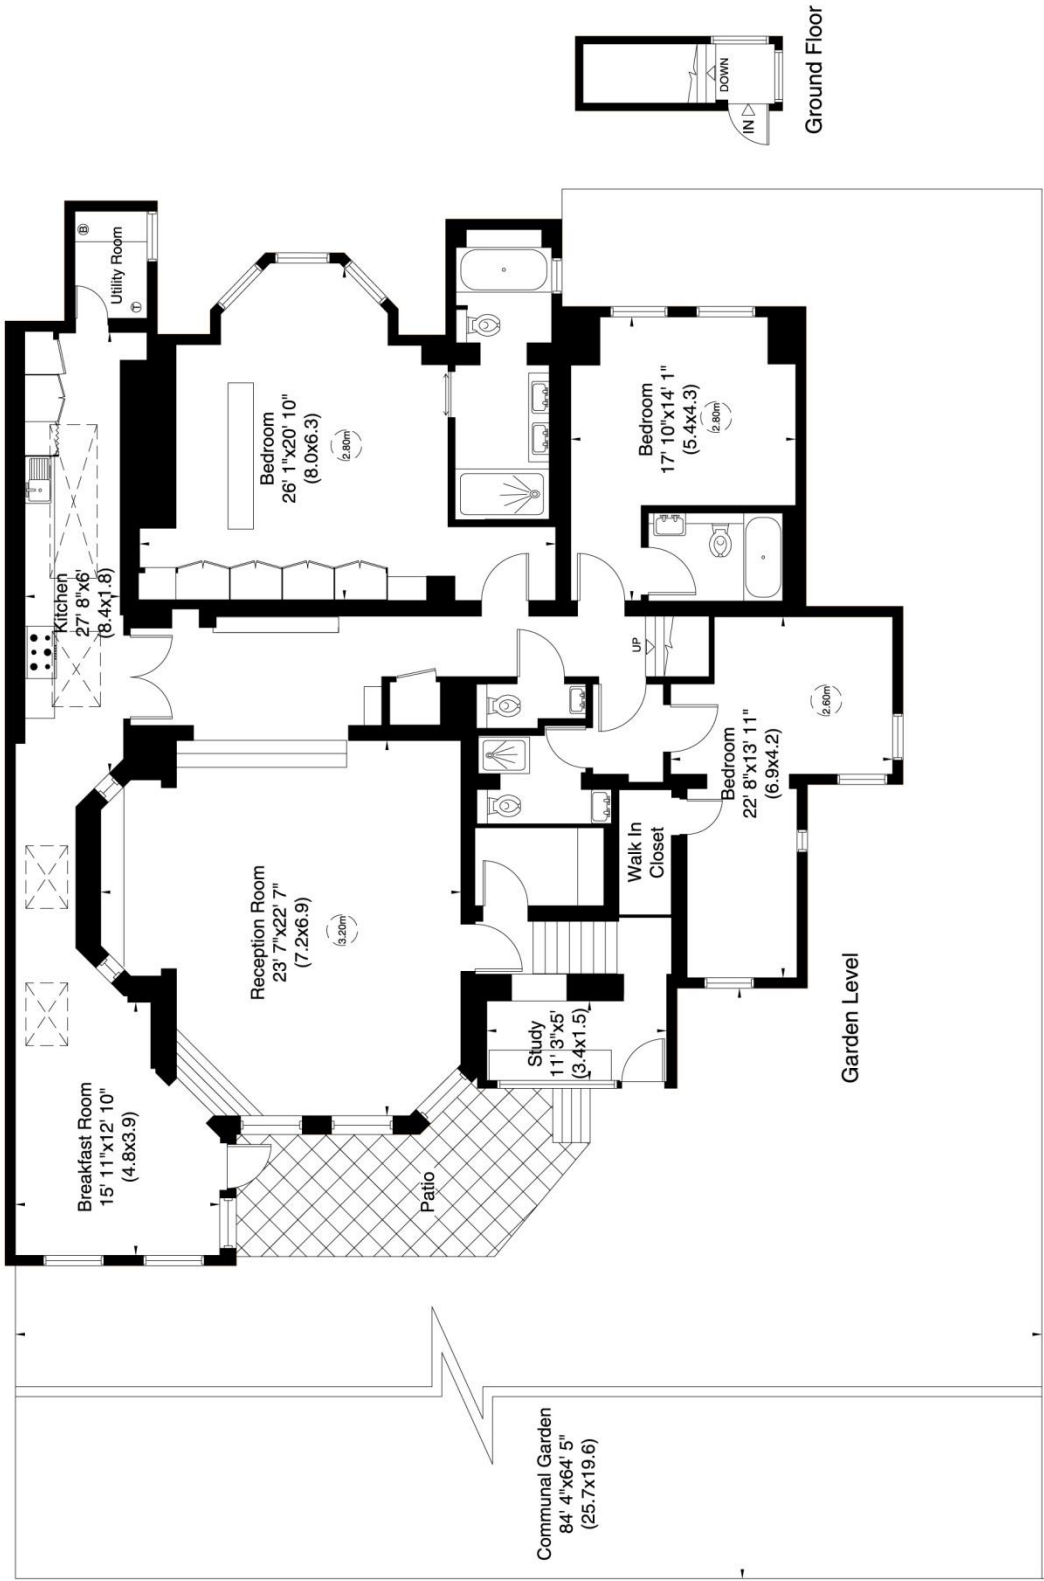 Ground Floor
IN
DOWN
Utility Room
B
T
Kitchen
27' 8"x6'
(8.4x1.8)
Bedroom
26' 1"x20' 10"
(8.0x6.3)
2.80m
Bedroom
17' 10"x14' 1"
(5.4x4.3)
2.80m
UP
Bedroom
22' 8"x13' 11"
(6.9x4.2)
2.60m
Walk In
Closet
Reception Room
23' 7"x22' 7"
(7.2x6.9)
3.20m
Study
11' 3"x5'
(3.4x1.5)
Breakfast Room
15' 11"x12' 10"
(4.8x3.9)
Patio
Garden Level
Communal Garden
84' 4"x64' 5"
(25.7x19.6)